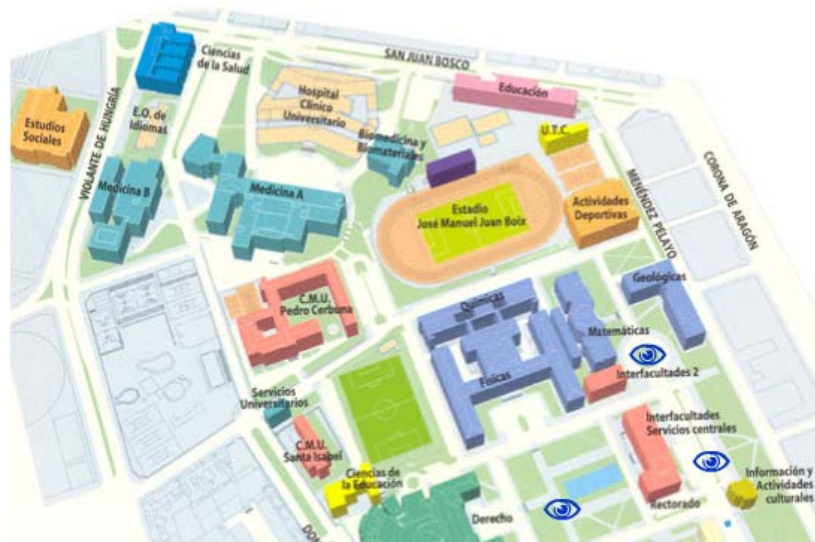 SAN JUAN BOSCO
Ciencias
de la Salud
Educación
Hospital
Clínico
Universitario
E.O. de
Idiomas
Estudios
Sociales
VIOLANTE DE HUNGRÍA
Biomedicina y
Biomateriales
U.T.C.
CORONA DE ARAGÓN
MENÉNDEZ PELAYO
Medicina B
Medicina A
Estadio
José Manuel Juan Boix
Actividades
Deportivas
C.M.U.
Pedro Cerbuna
Químicas
Geológicas
Matemáticas
Físicas
Interfacultades 2
Servicios
Universitarios
Interfacultades
Servicios centrales
C.M.U.
Santa Isabel
Ciencias de
la Educación
Información y
Actividades
culturales
Rectorado
Derecho